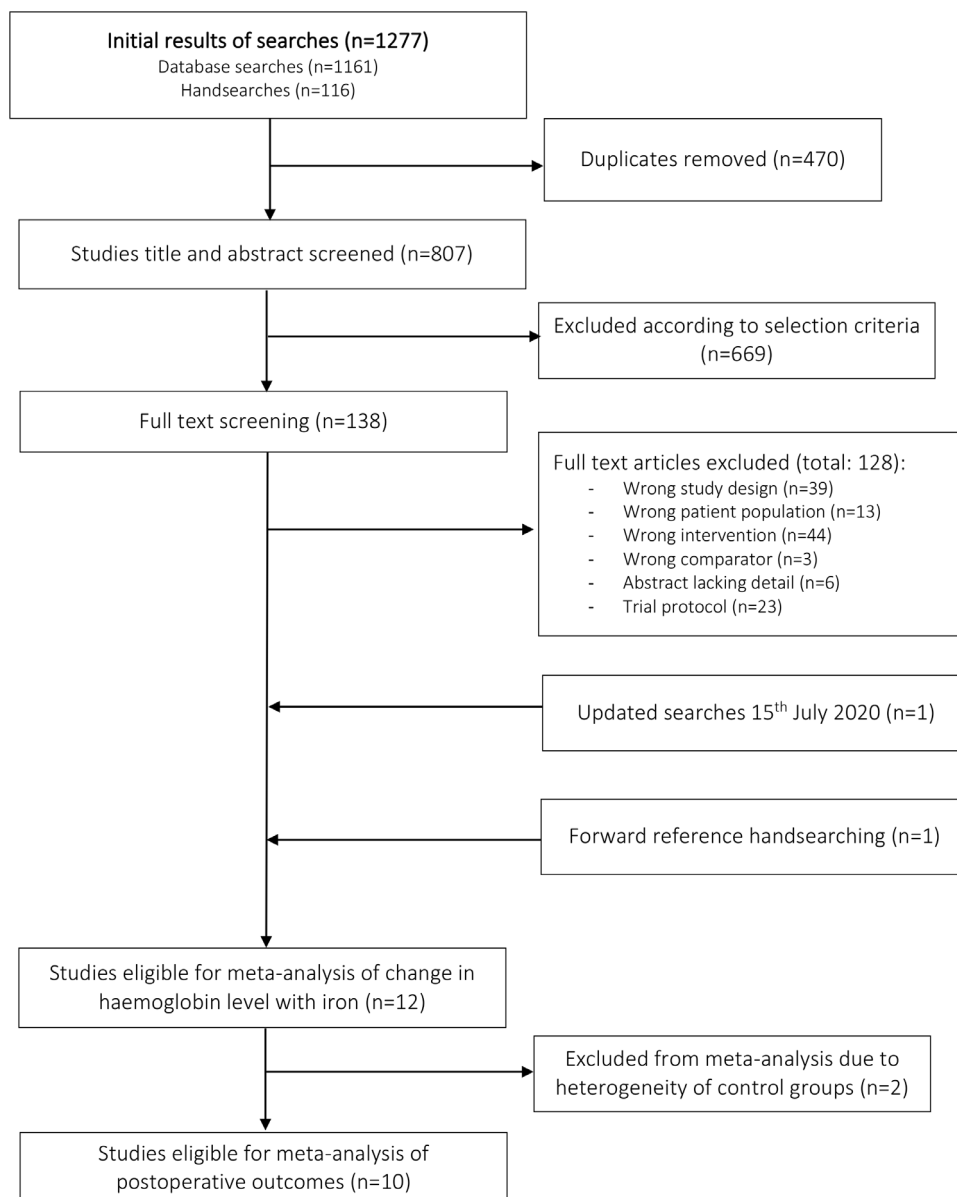 Initial results of searches (n=1277)
Database searches (n=1161)
Handsearches (n=116)
Duplicates removed (n=470)
Studies title and abstract screened (n=807)
Excluded according to selection criteria
(n=669)
Full text screening (n=138)
Full text articles excluded (total: 128):
- Wrong study design (n=39)
- Wrong patient population (n=13)
- Wrong intervention (n=44)
- Wrong comparator (n=3)
- Abstract lacking detail (n=6)
- Trial protocol (n=23)
Updated searches 15th July 2020 (n=1)
Forward reference handsearching (n=1)
Studies eligible for meta-analysis of change in
haemoglobin level with iron (n=12)
Excluded from meta-analysis due to
heterogeneity of control groups (n=2)
Studies eligible for meta-analysis of
postoperative outcomes (n=10)